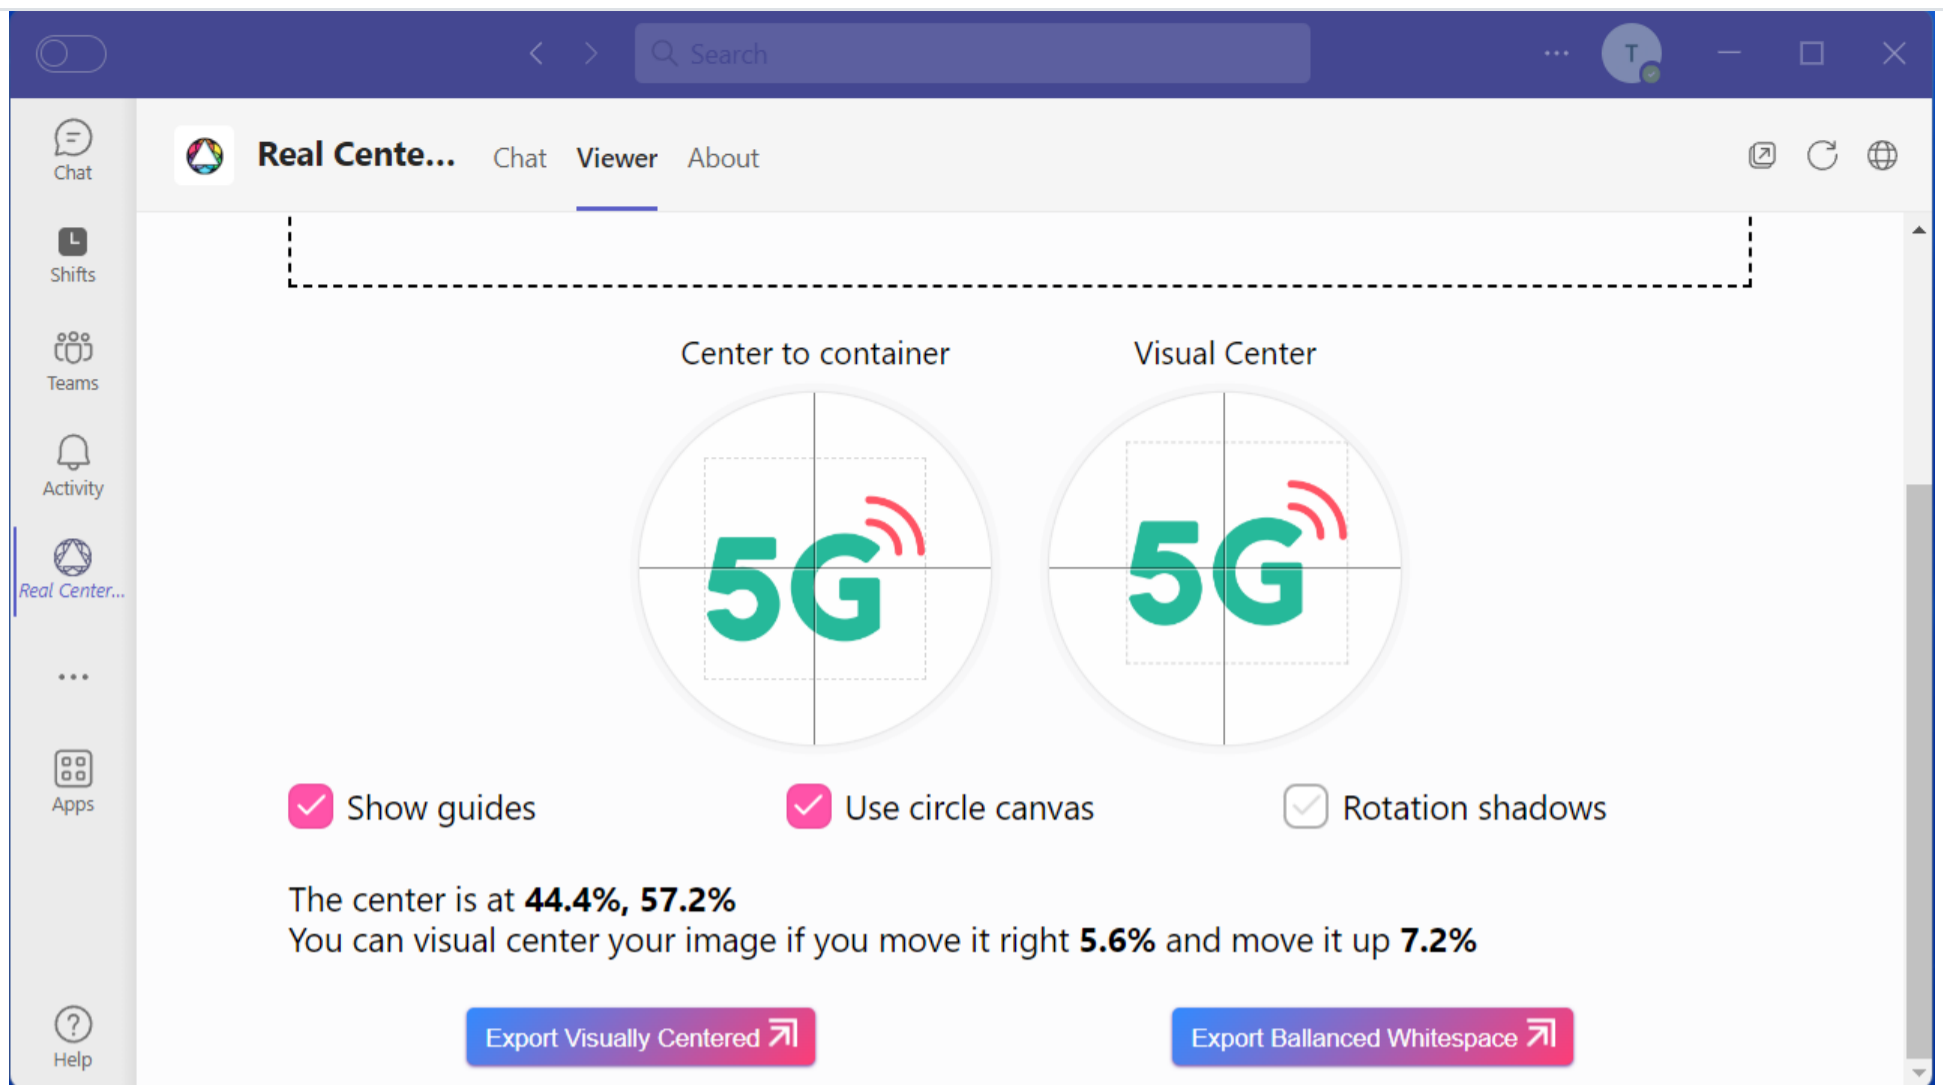 Search
T
Chat
Shifts
Teams
Activity
Real Center...
Apps
Help
Real Cente...
Chat
Viewer
About
Center to container
Visual Center
5G
5G
Show guides
Use circle canvas
Rotation shadows
The center is at 44.4%, 57.2%
You can visual center your image if you move it right 5.6% and move it up 7.2%
Export Visually Centered
Export Ballanced Whitespace